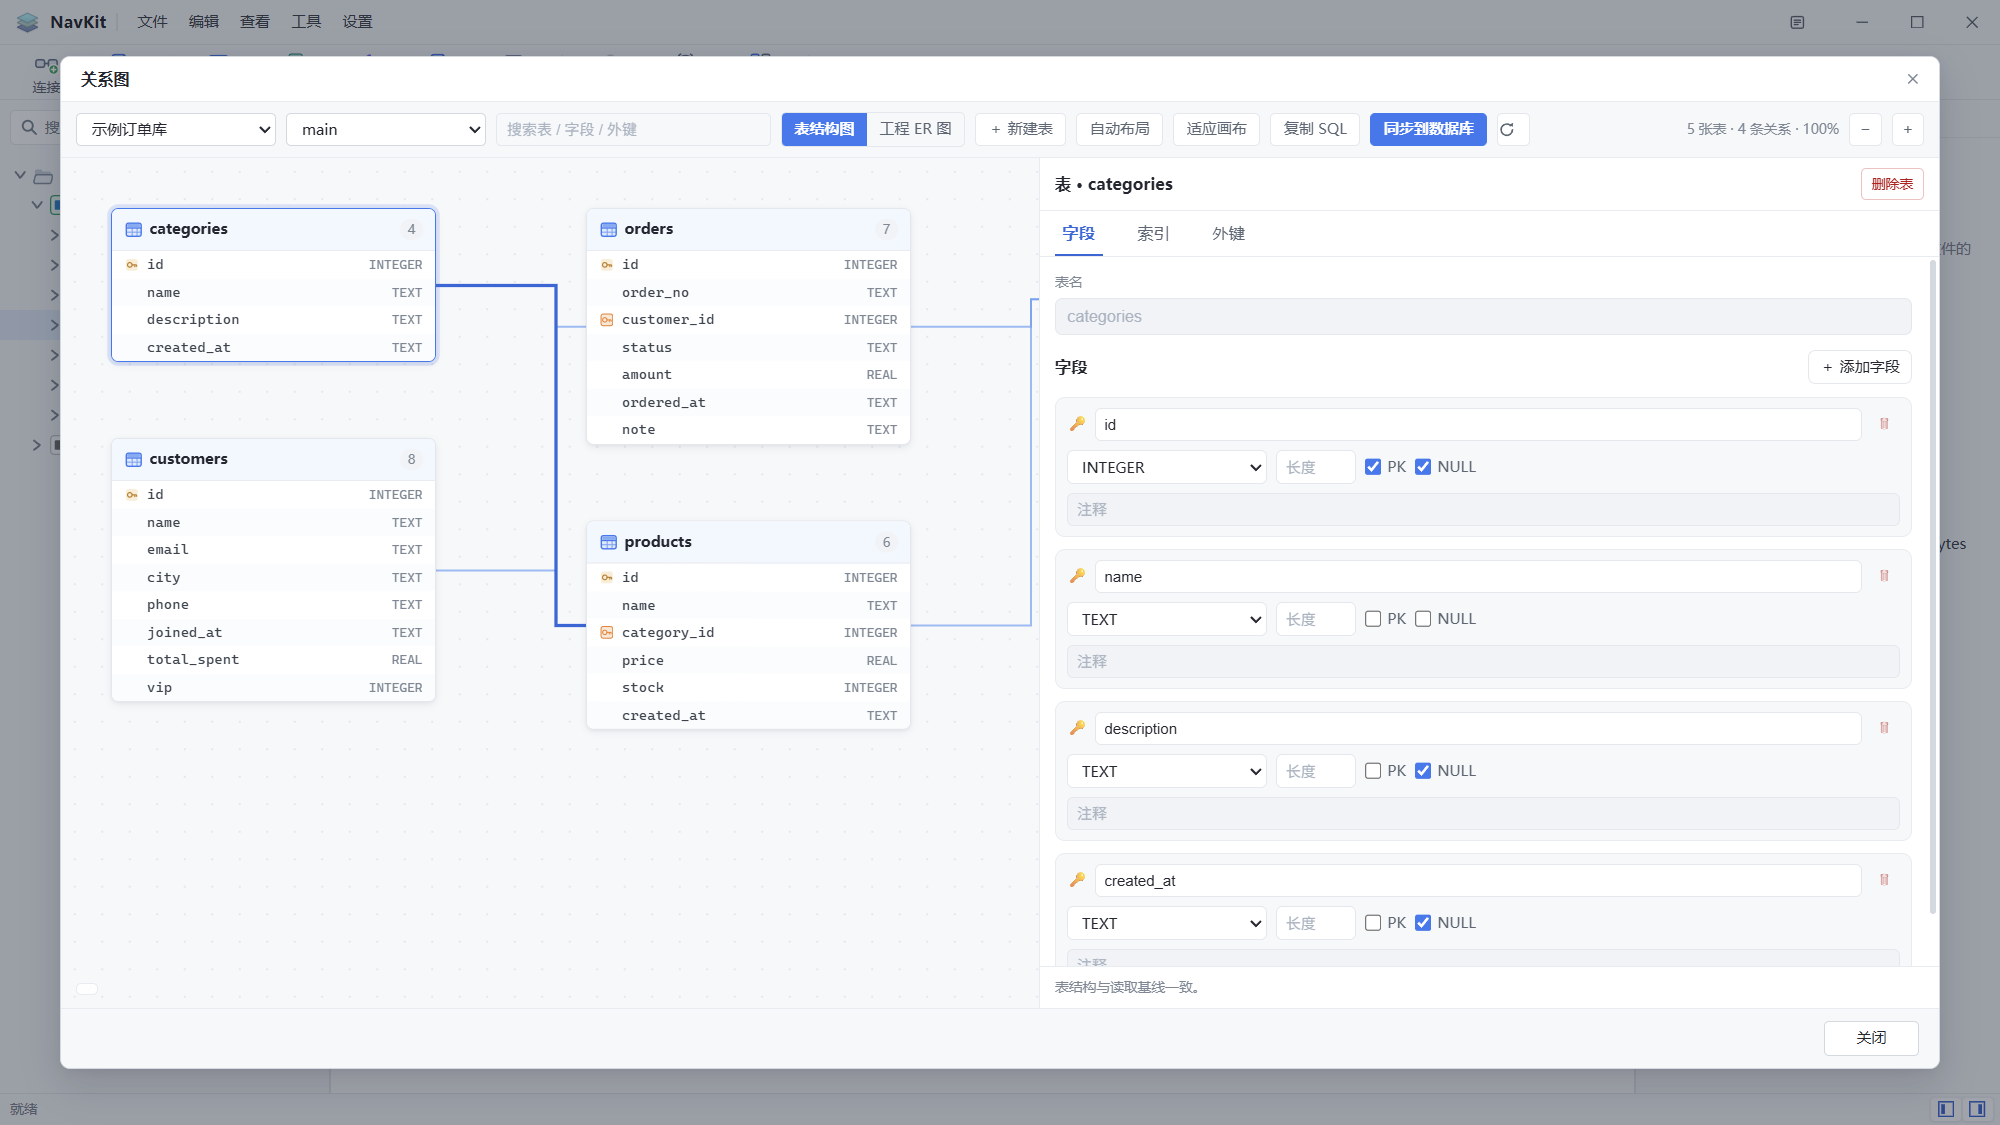 NavKit 文件 编辑 查看 工具 设置
连接
搜
关系图
示例订单库 main 搜索表 / 字段 / 外键 表结构图 工程 ER 图 + 新建表 自动布局 适应画布 复制 SQL 同步到数据库 5 张表 · 4 条关系 · 100% − +
categories 4
id INTEGER
name TEXT
description TEXT
created_at TEXT
customers 8
id INTEGER
name TEXT
email TEXT
city TEXT
phone TEXT
joined_at TEXT
total_spent REAL
vip INTEGER
orders 7
id INTEGER
order_no TEXT
customer_id INTEGER
status TEXT
amount REAL
ordered_at TEXT
note TEXT
products 6
id INTEGER
name TEXT
category_id INTEGER
price REAL
stock INTEGER
created_at TEXT
表 • categories 删除表
字段 索引 外键
表名
categories
字段 + 添加字段
id
INTEGER 长度 PK NULL
注释
name
TEXT 长度 PK NULL
注释
description
TEXT 长度 PK NULL
注释
created_at
TEXT 长度 PK NULL
注释
表结构与读取基线一致。
关闭
件的
ytes
就绪